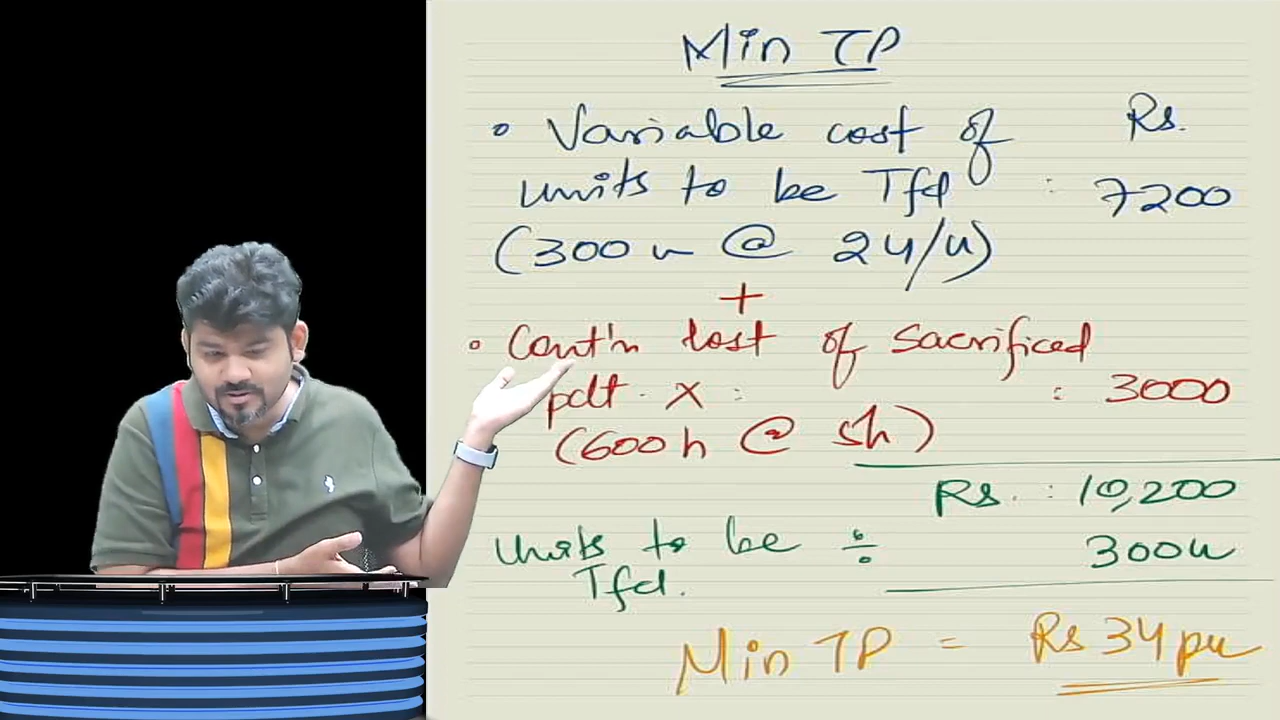 Min TP
• Variable cost of Rs.
units to be Tfd : 7200
(300 u @ 24/u)
+
• Cont'n lost of sacrificed
pdt. X : : 3000
(600h @ 5h)
Rs. : 10,200
Units to be ÷ 300u
Tfd.
Min TP = Rs 34 pu